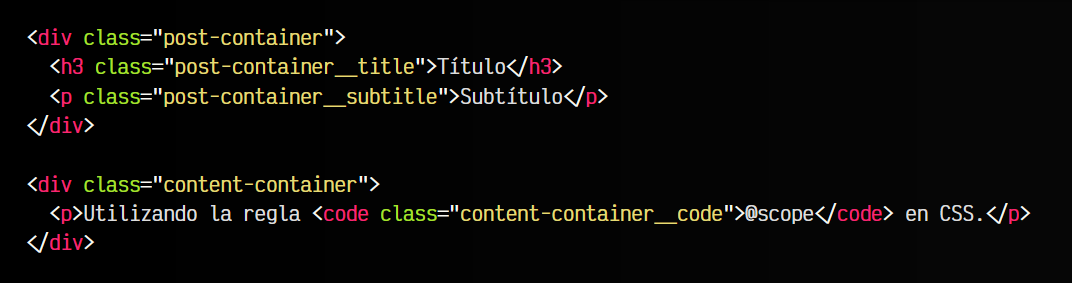 <div class="post-container">
  <h3 class="post-container__title">Título</h3>
  <p class="post-container__subtitle">Subtítulo</p>
</div>

<div class="content-container">
  <p>Utilizando la regla <code class="content-container__code">@scope</code> en CSS.</p>
</div>